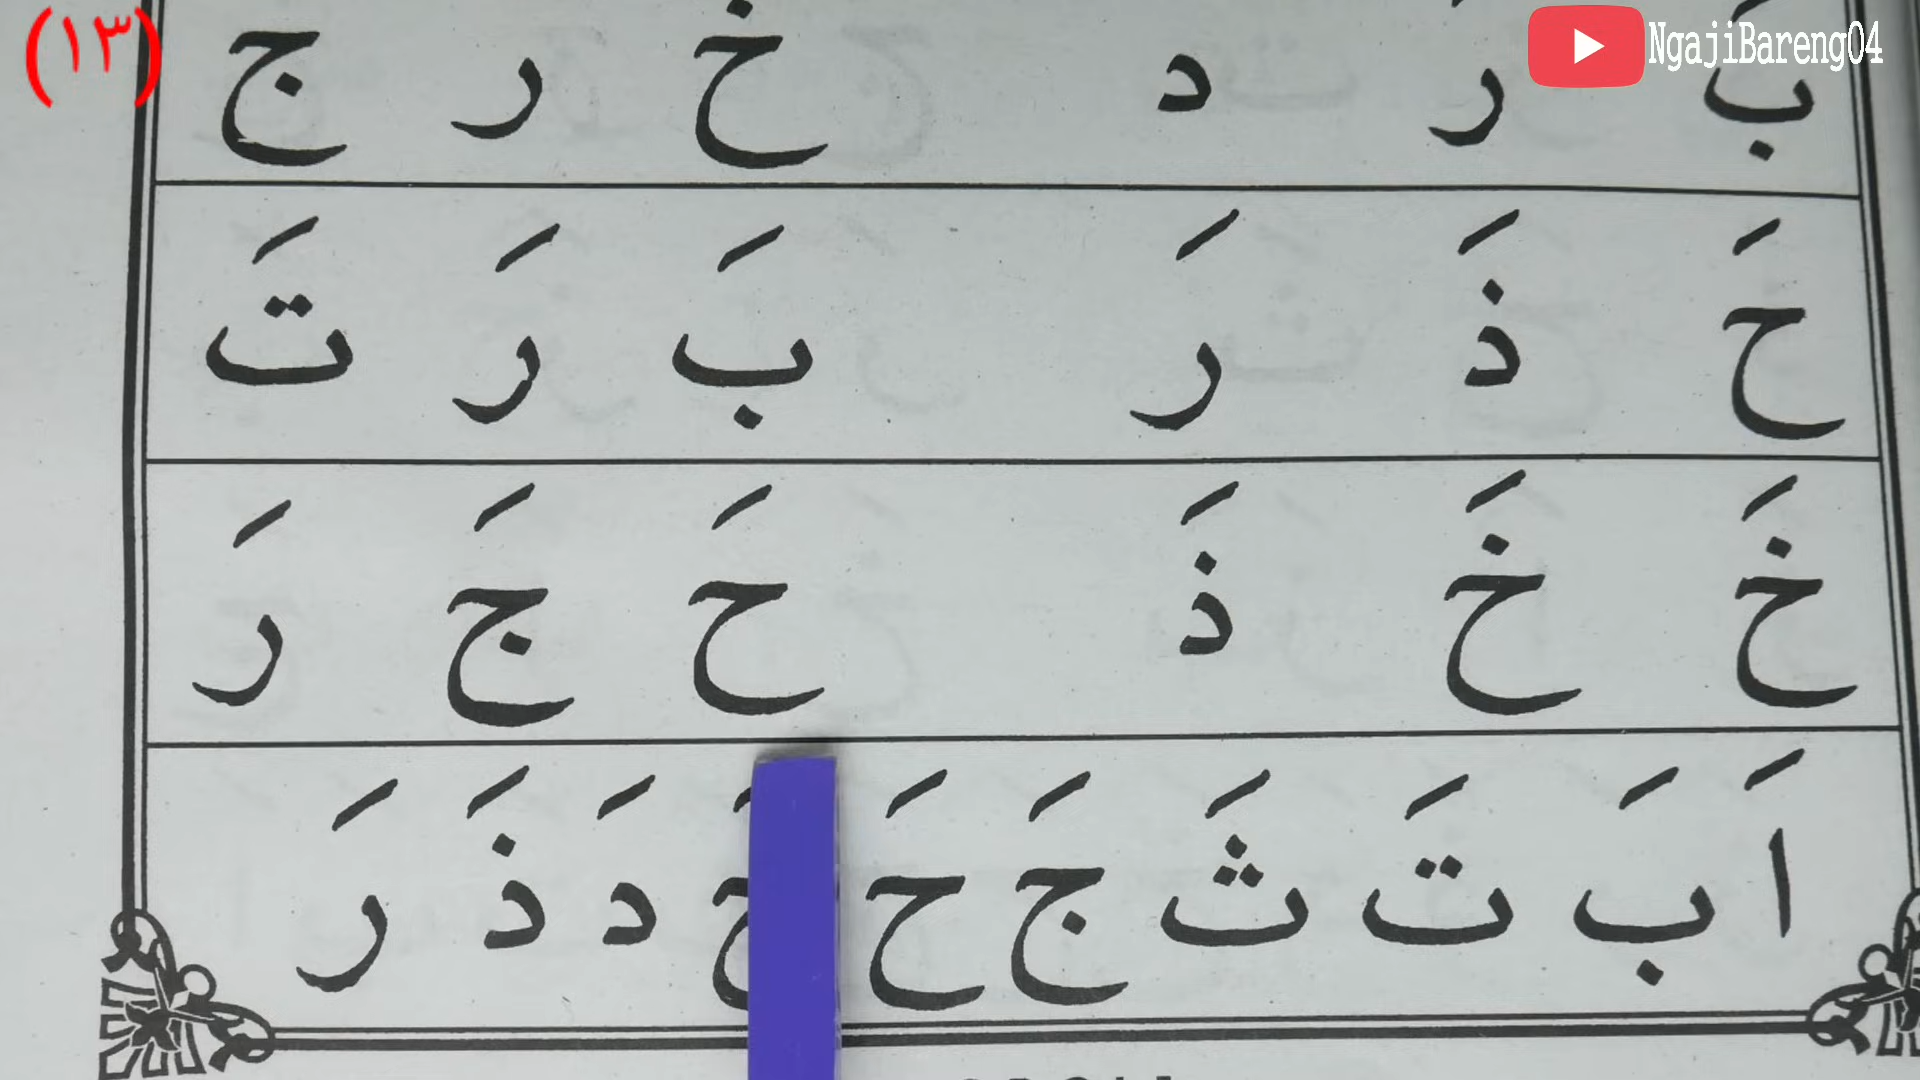 (١٣)
NgajiBareng04
ب ر د خ ر ج
حَ ذَ رَ بَ رَ تَ
خَ خَ ذَ حَ جَ رَ
اَ بَ تَ ثَ جَ حَ دَ ذَ رَ